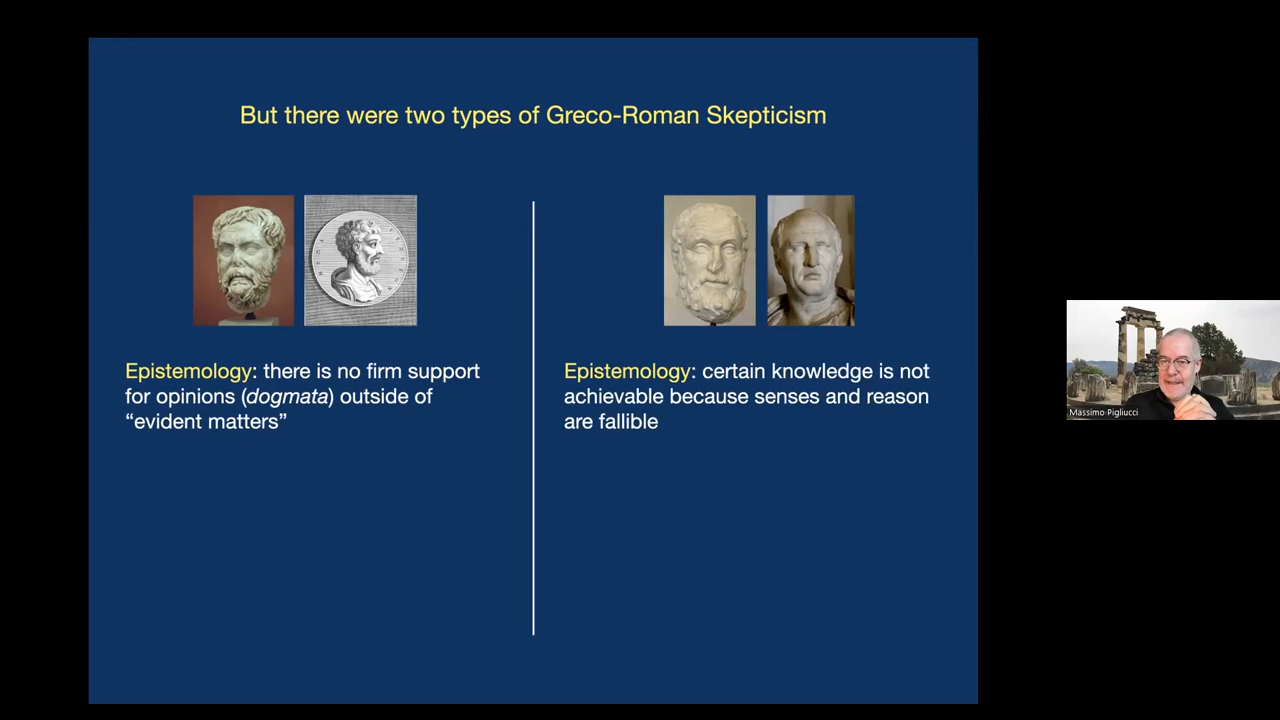 But there were two types of Greco-Roman Skepticism
Epistemology: there is no firm support
for opinions (dogmata) outside of
“evident matters”
Epistemology: certain knowledge is not
achievable because senses and reason
are fallible
Massimo Pigliucci